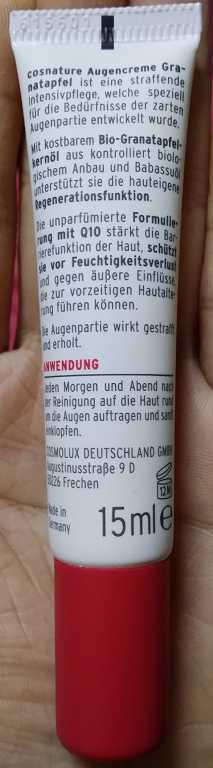 cosnature Augencreme Gra-
natapfel ist eine straffende
Intensivpflege, welche speziell
für die Bedürfnisse der zarten
Augenpartie entwickelt wurde.
Mit kostbarem Bio-Granatapfel-
kernöl aus kontrolliert biolo-
gischem Anbau und Babassuöl
unterstützt sie die hauteigene
Regenerationsfunktion.
Die unparfümierte Formulie-
rung mit Q10 stärkt die Bar-
rierefunktion der Haut, schützt
sie vor Feuchtigkeitsverlust
und gegen äußere Einflüsse,
die zur vorzeitigen Hautalte-
rung führen können.
Die Augenpartie wirkt gestrafft
und erholt.
ANWENDUNG
Jeden Morgen und Abend nach
der Reinigung auf die Haut rund
um die Augen auftragen und sanft
einklopfen.
COSMOLUX DEUTSCHLAND GMBH
Augustinusstraße 9 D
50226 Frechen
12M
Made in
Germany
15ml℮